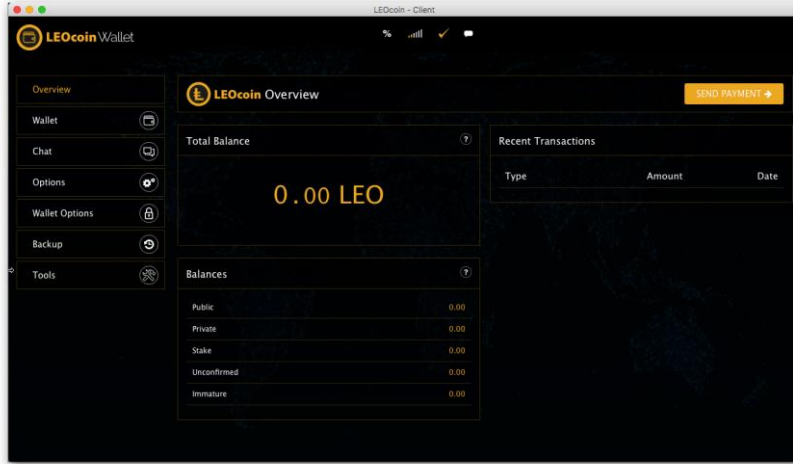 LEOcoin - Client
LEOcoin Wallet
%
Overview
LEOcoin Overview
SEND PAYMENT →
Wallet
Chat
Options
Wallet Options
Backup
Tools
Total Balance ?
0.00 LEO
Recent Transactions
Type Amount Date
Balances ?
Public 0.00
Private 0.00
Stake 0.00
Unconfirmed 0.00
Immature 0.00